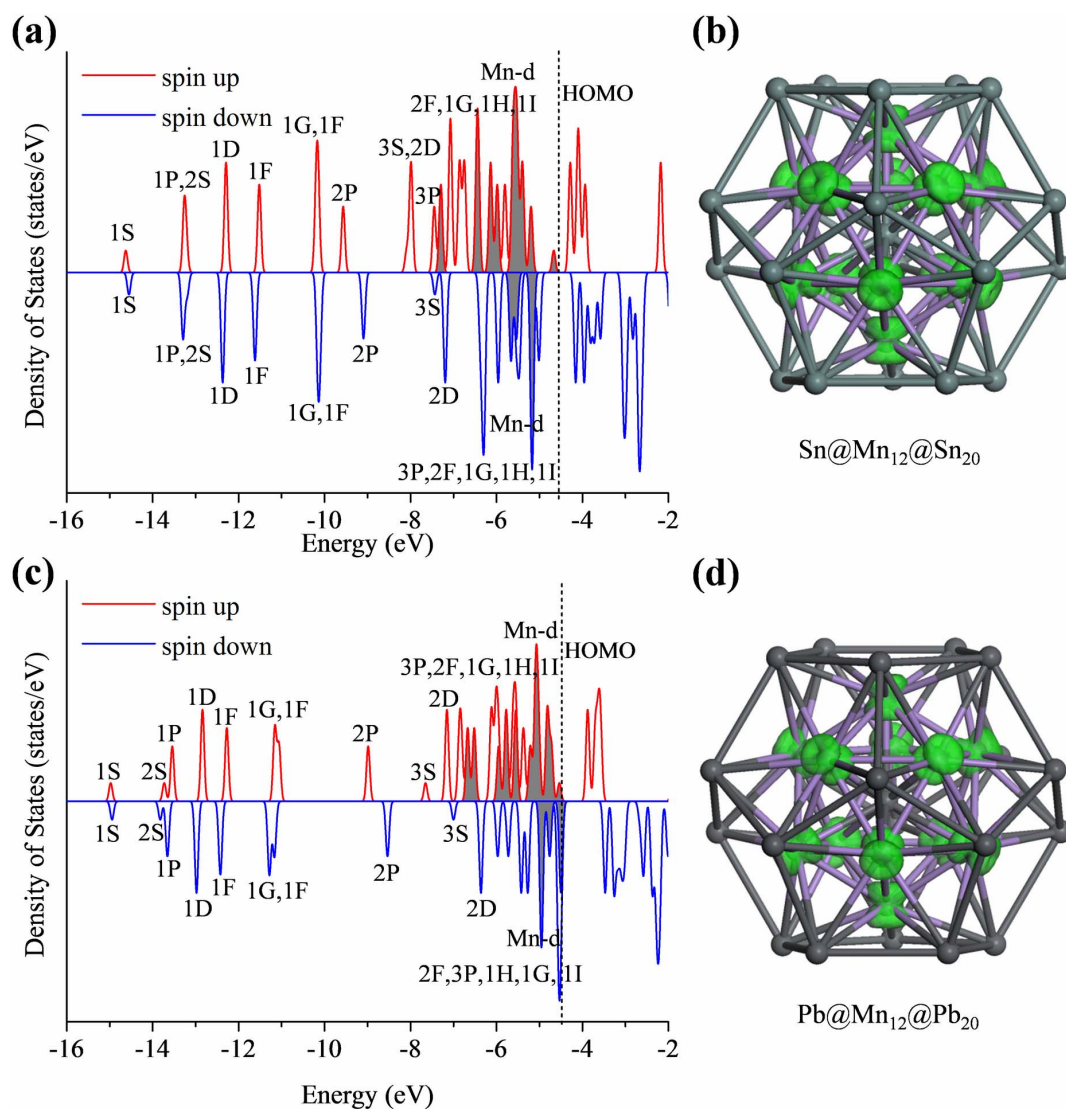 (a)
spin up
spin down
1S
1P,2S
1D
1F
1G,1F
2P
3S,2D
3P
2F,1G,1H,1I
Mn-d
HOMO
1S
1P,2S
1D
1F
1G,1F
2P
3S
2D
Mn-d
3P,2F,1G,1H,1I
Density of States (states/eV)
-16 -14 -12 -10 -8 -6 -4 -2
Energy (eV)
(b)
Sn@Mn12@Sn20
(c)
spin up
spin down
1S
2S
1P
1D
1F
1G,1F
2P
3S
2D
3P,2F,1G,1H,1I
Mn-d
HOMO
1S
2S
1P
1D
1F
1G,1F
2P
3S
2D
Mn-d
2F,3P,1H,1G,1I
Density of States (states/eV)
-16 -14 -12 -10 -8 -6 -4 -2
Energy (eV)
(d)
Pb@Mn12@Pb20